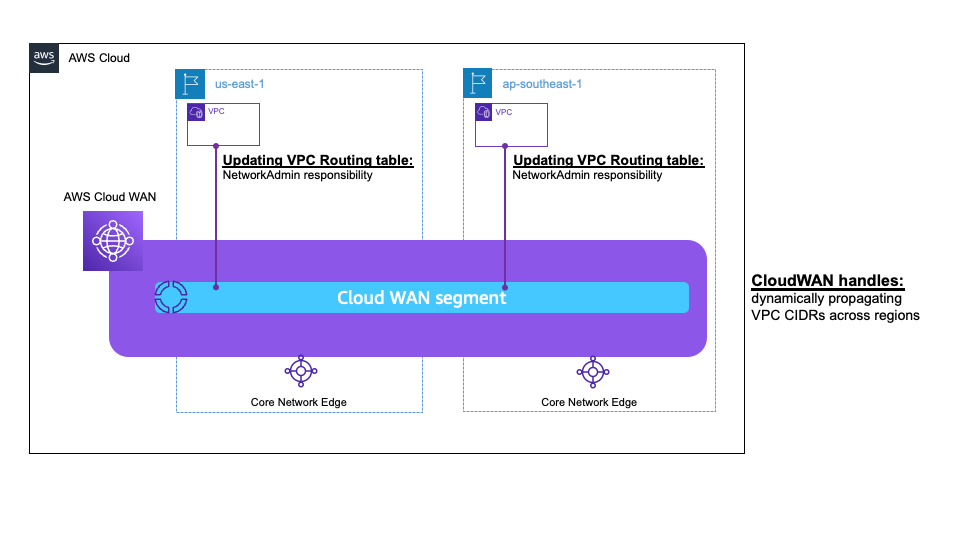 aws
AWS Cloud
us-east-1
ap-southeast-1
VPC
VPC
Updating VPC Routing table:
NetworkAdmin responsibility
Updating VPC Routing table:
NetworkAdmin responsibility
AWS Cloud WAN
Cloud WAN segment
CloudWAN handles:
dynamically propagating
VPC CIDRs across regions
Core Network Edge
Core Network Edge